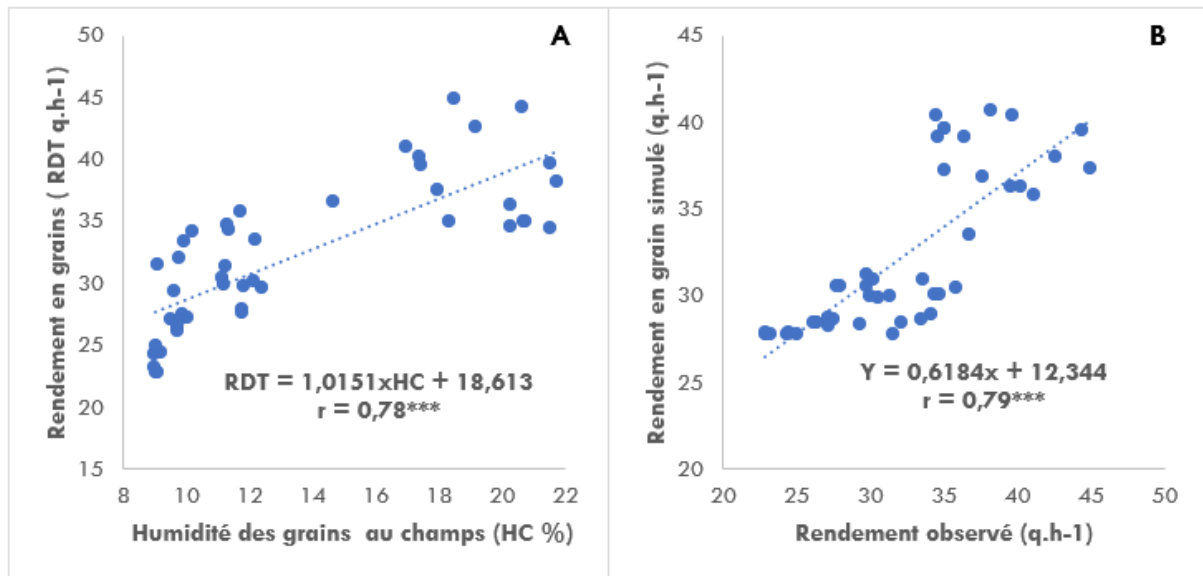 A
Rendement en grains ( RDT q.h-1)
50
45
40
35
30
25
20
15
RDT = 1,0151xHC + 18,613
r = 0,78***
8 10 12 14 16 18 20 22
Humidité des grains au champs (HC %)
B
Rendement en grain simulé (q.h-1)
45
40
35
30
25
20
Y = 0,6184x + 12,344
r = 0,79***
20 25 30 35 40 45 50
Rendement observé (q.h-1)